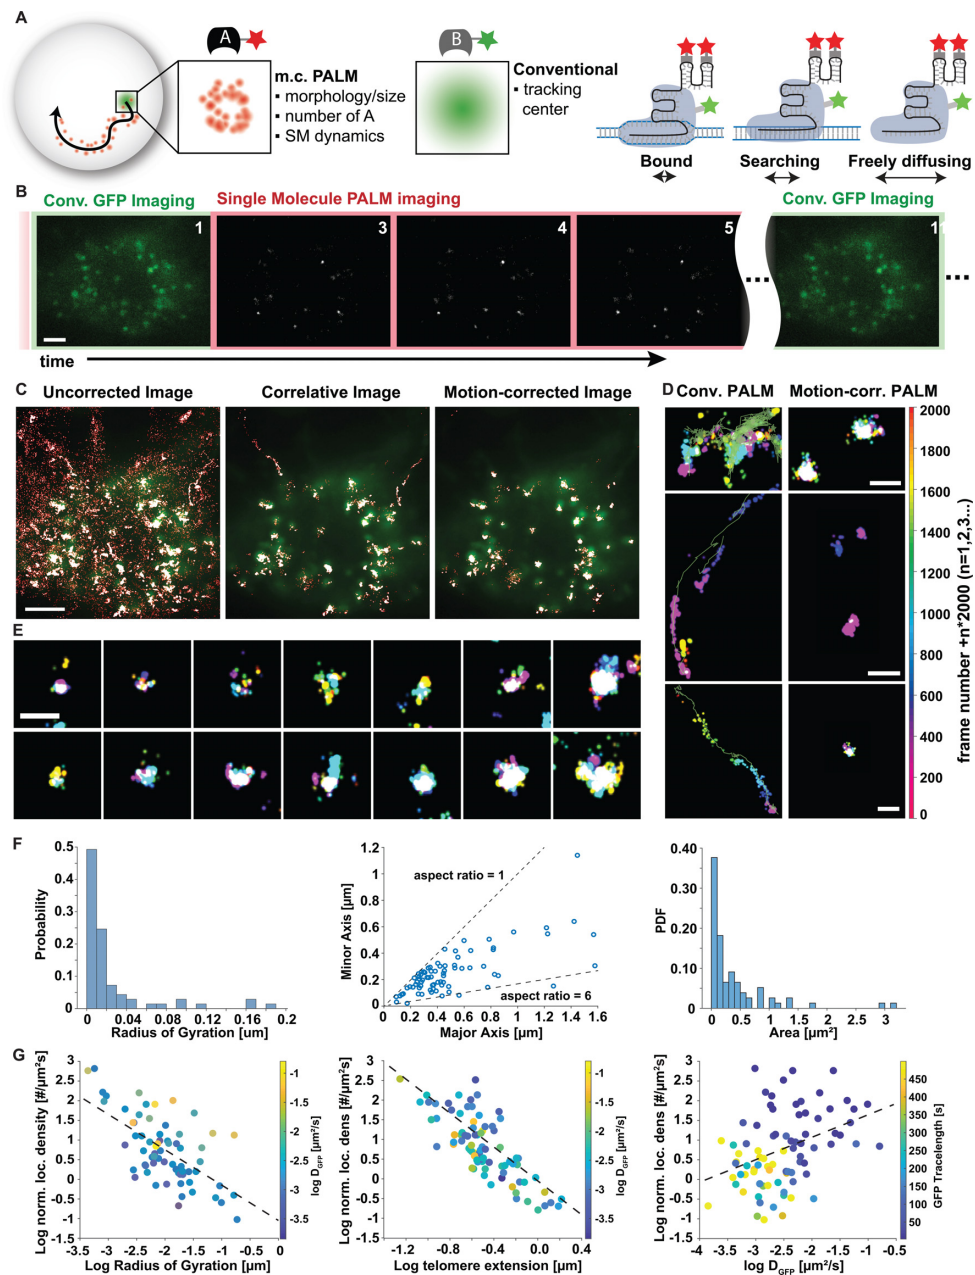 A
A
B
m.c. PALM
▪ morphology/size
▪ number of A
▪ SM dynamics
Conventional
▪ tracking
center
Bound
Searching
Freely diffusing
B
Conv. GFP Imaging
Single Molecule PALM imaging
Conv. GFP Imaging
1
3
4
5
11
time
C
Uncorrected Image
Correlative Image
Motion-corrected Image
D
Conv. PALM
Motion-corr. PALM
2000
1800
1600
1400
1200
1000
800
600
400
200
0
frame number +n*2000 (n=1,2,3...)
E
F
0.5
0.4
0.3
0.2
0.1
0
Probability
0
0.04
0.08
0.12
0.16
0.2
Radius of Gyration [um]
1.2
1
0.8
0.6
0.4
0.2
0
Minor Axis [µm]
aspect ratio = 1
aspect ratio = 6
0
0.2
0.4
0.6
0.8
1
1.2
1.4
1.6
Major Axis [µm]
0.40
0.30
0.20
0.10
0
PDF
0
0.5
1
1.5
2
2.5
3
Area [µm²]
G
3
2.5
2
1.5
1
0.5
0
-0.5
-1
-1.5
Log norm. loc. density [#/µm²s]
-3.5
-3
-2.5
-2
-1.5
-1
-0.5
0
Log Radius of Gyration [µm]
-1
-1.5
-2
-2.5
-3
-3.5
log D_GFP [µm²/s]
3
2.5
2
1.5
1
0.5
0
-0.5
-1
-1.5
Log norm. loc. dens [#/µm²s]
-1.2
-0.8
-0.4
0.0
0.4
Log telomere extension [µm]
-1
-1.5
-2
-2.5
-3
-3.5
log D_GFP [µm²/s]
3
2.5
2
1.5
1
0.5
0
-0.5
-1
-1.5
Log norm. loc. dens. [#/µm²s]
-4
-3.5
-3
-2.5
-2
-1.5
-1
-0.5
log D_GFP [µm²/s]
450
400
350
300
250
200
150
100
50
GFP Tracelength [s]